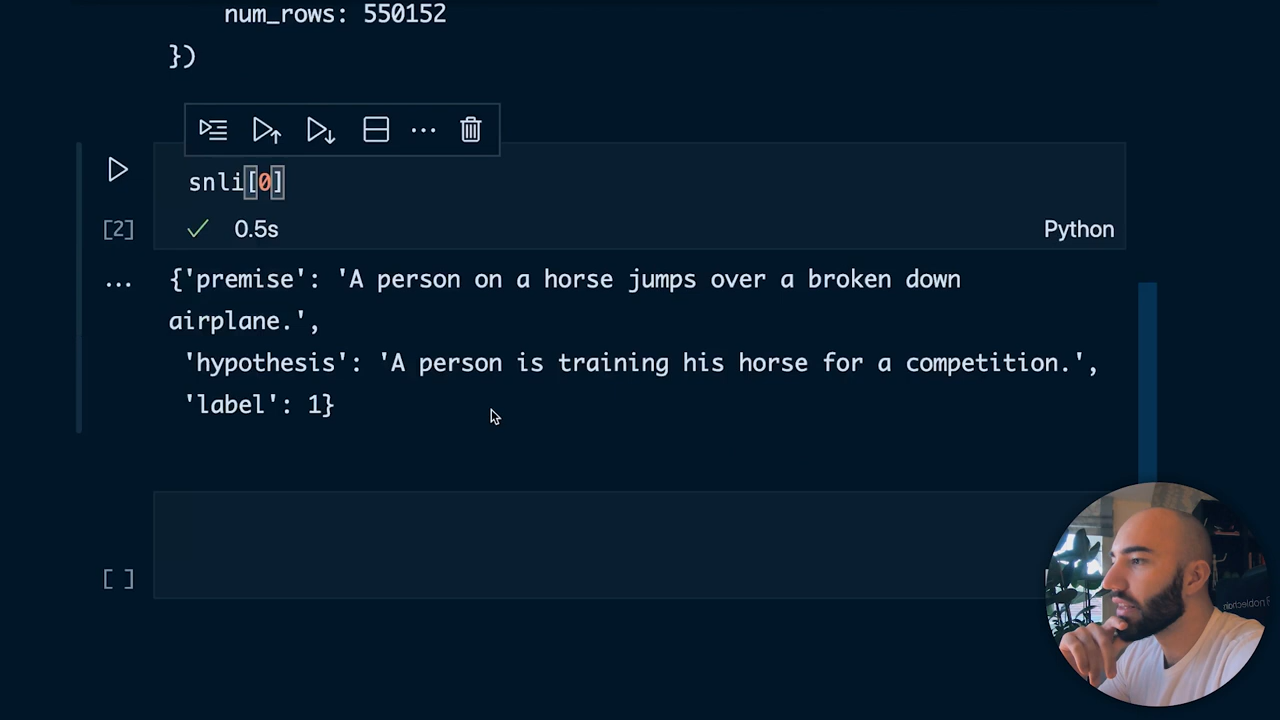 num_rows: 550152
})
snli[0]
[2]
0.5s
Python
...
{'premise': 'A person on a horse jumps over a broken down
airplane.',
'hypothesis': 'A person is training his horse for a competition.',
'label': 1}
[ ]